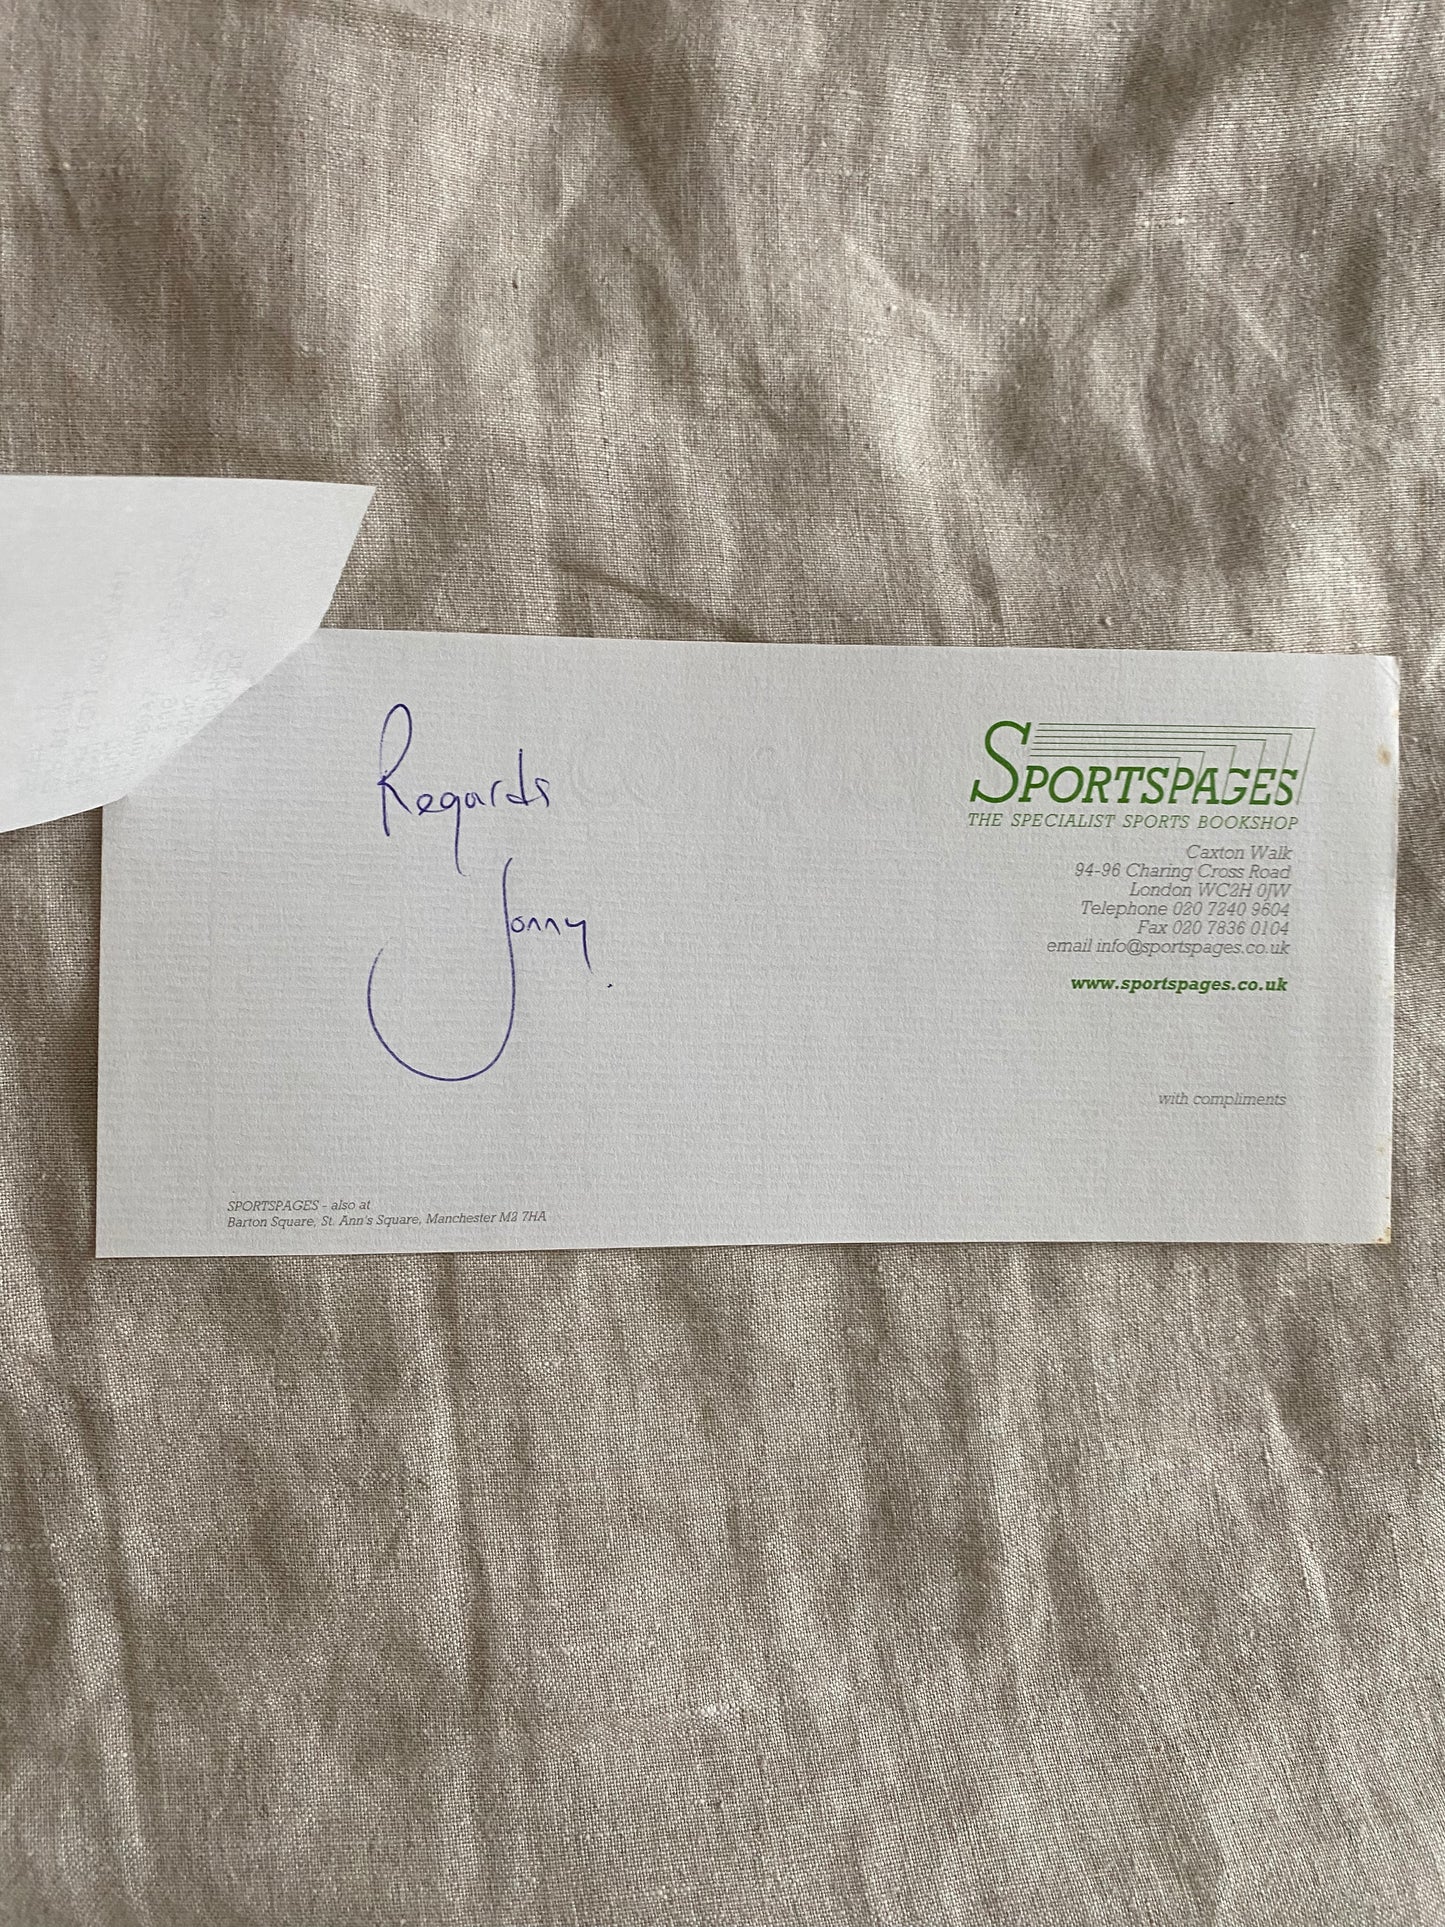 Regards
Jonny.
SPORTSPAGES
THE SPECIALIST SPORTS BOOKSHOP
Caxton Walk
94-96 Charing Cross Road
London WC2H 0JW
Telephone 020 7240 9604
Fax 020 7836 0104
email info@sportspages.co.uk
www.sportspages.co.uk
with compliments
SPORTSPAGES - also at
Barton Square, St. Ann's Square, Manchester M2 7HA